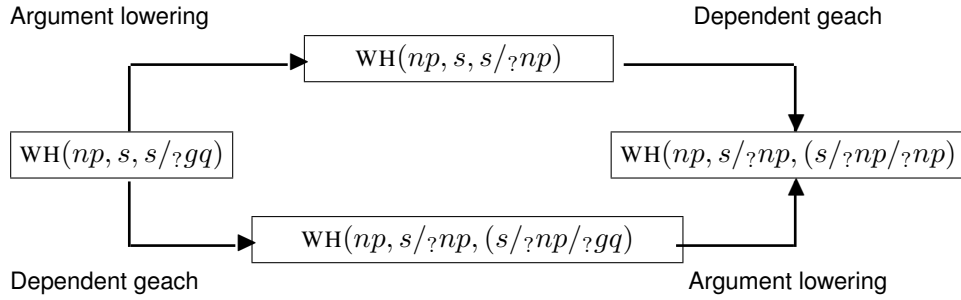 Argument lowering
Dependent geach
WH(np, s, s/?np)
WH(np, s, s/?gq)
WH(np, s/?np, (s/?np/?np)
WH(np, s/?np, (s/?np/?gq)
Dependent geach
Argument lowering